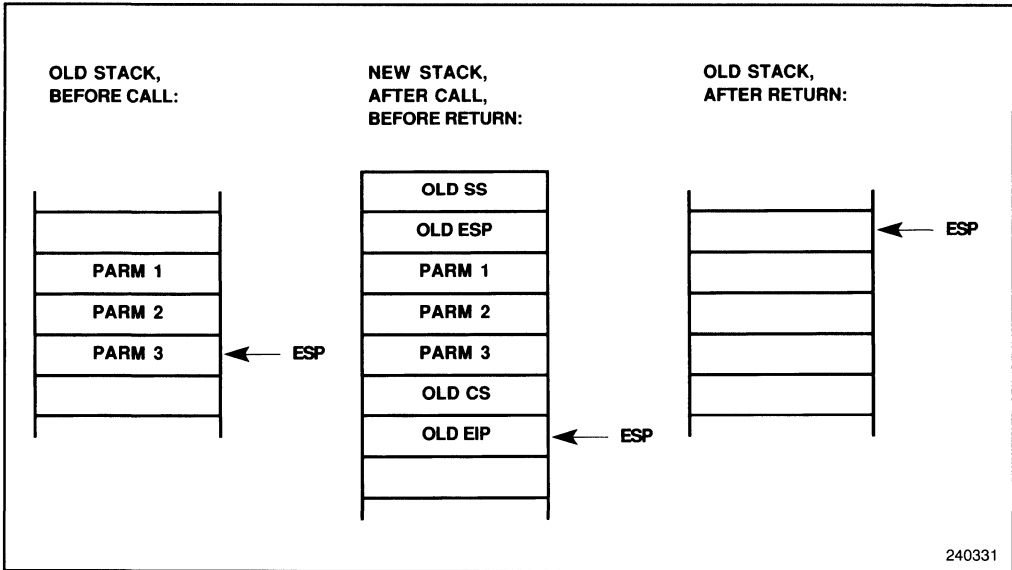 OLD STACK,
BEFORE CALL:
PARM 1
PARM 2
PARM 3
ESP
NEW STACK,
AFTER CALL,
BEFORE RETURN:
OLD SS
OLD ESP
PARM 1
PARM 2
PARM 3
OLD CS
OLD EIP
ESP
OLD STACK,
AFTER RETURN:
ESP
240331